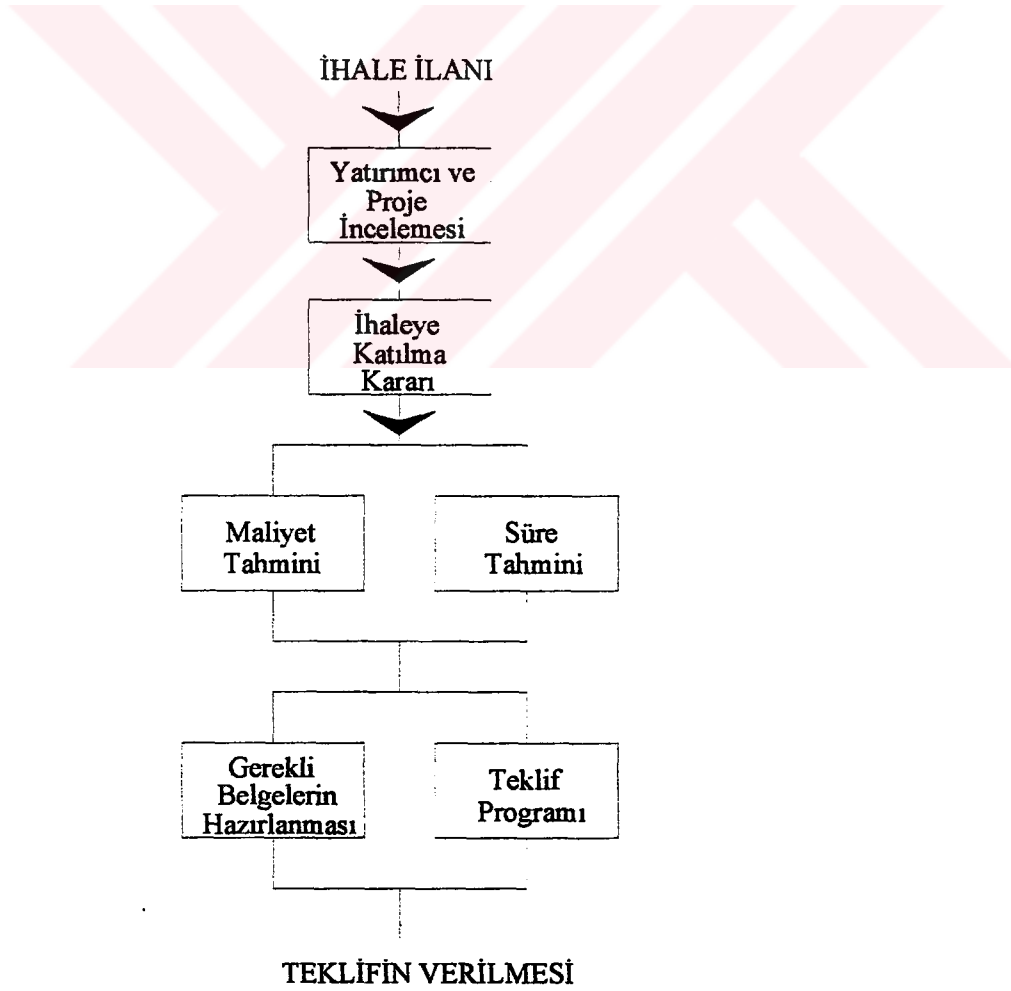 İHALE İLANI
Yatırımcı ve
Proje
İncelemesi
İhaleye
Katılma
Kararı
Maliyet
Tahmini
Süre
Tahmini
Gerekli
Belgelerin
Hazırlanması
Teklif
Programı
TEKLİFİN VERİLMESİ